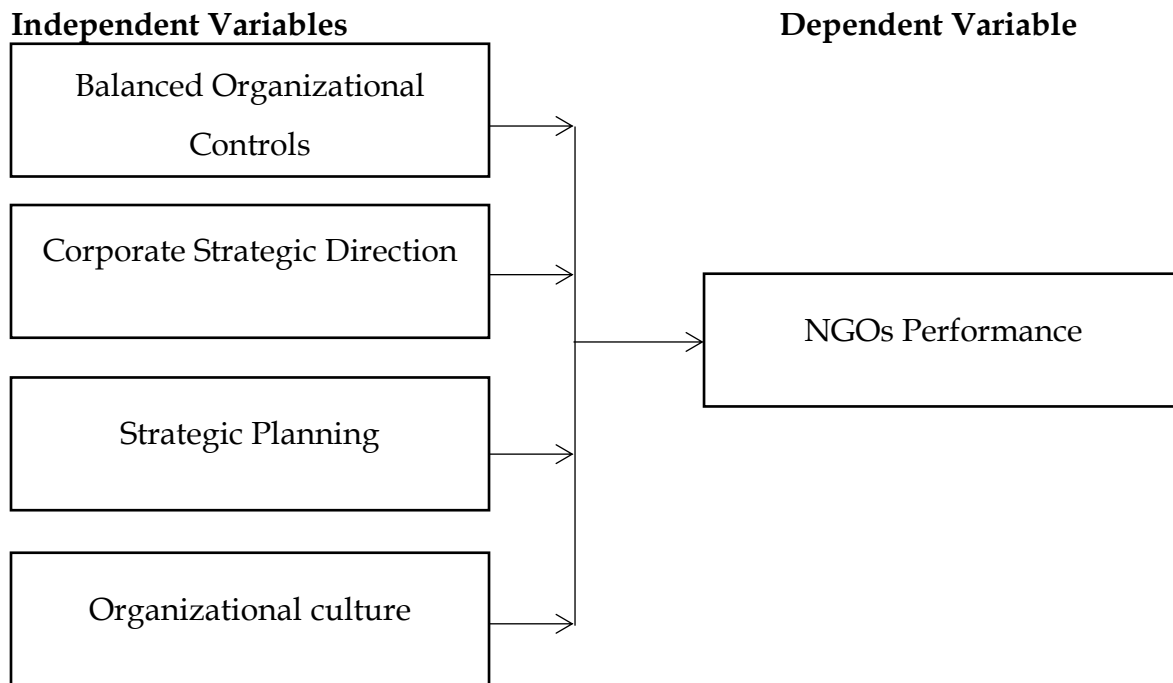 Independent Variables
Dependent Variable
Balanced Organizational
Controls
Corporate Strategic Direction
NGOs Performance
Strategic Planning
Organizational culture